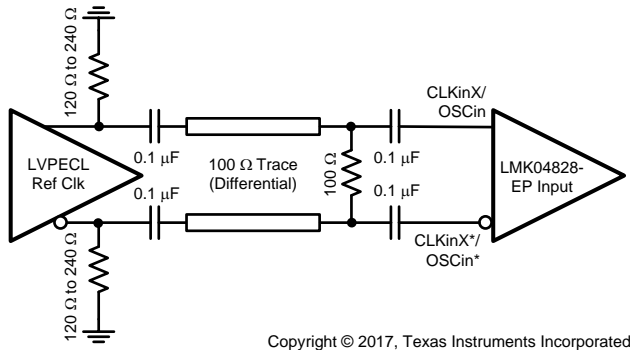 120 Ω to 240 Ω
CLKinX/
OSCin
LVPECL
Ref Clk
0.1 μF
100 Ω Trace
(Differential)
100 Ω
0.1 μF
0.1 μF
0.1 μF
LMK04828-
EP Input
CLKinX*/
OSCin*
120 Ω to 240 Ω
Copyright © 2017, Texas Instruments Incorporated